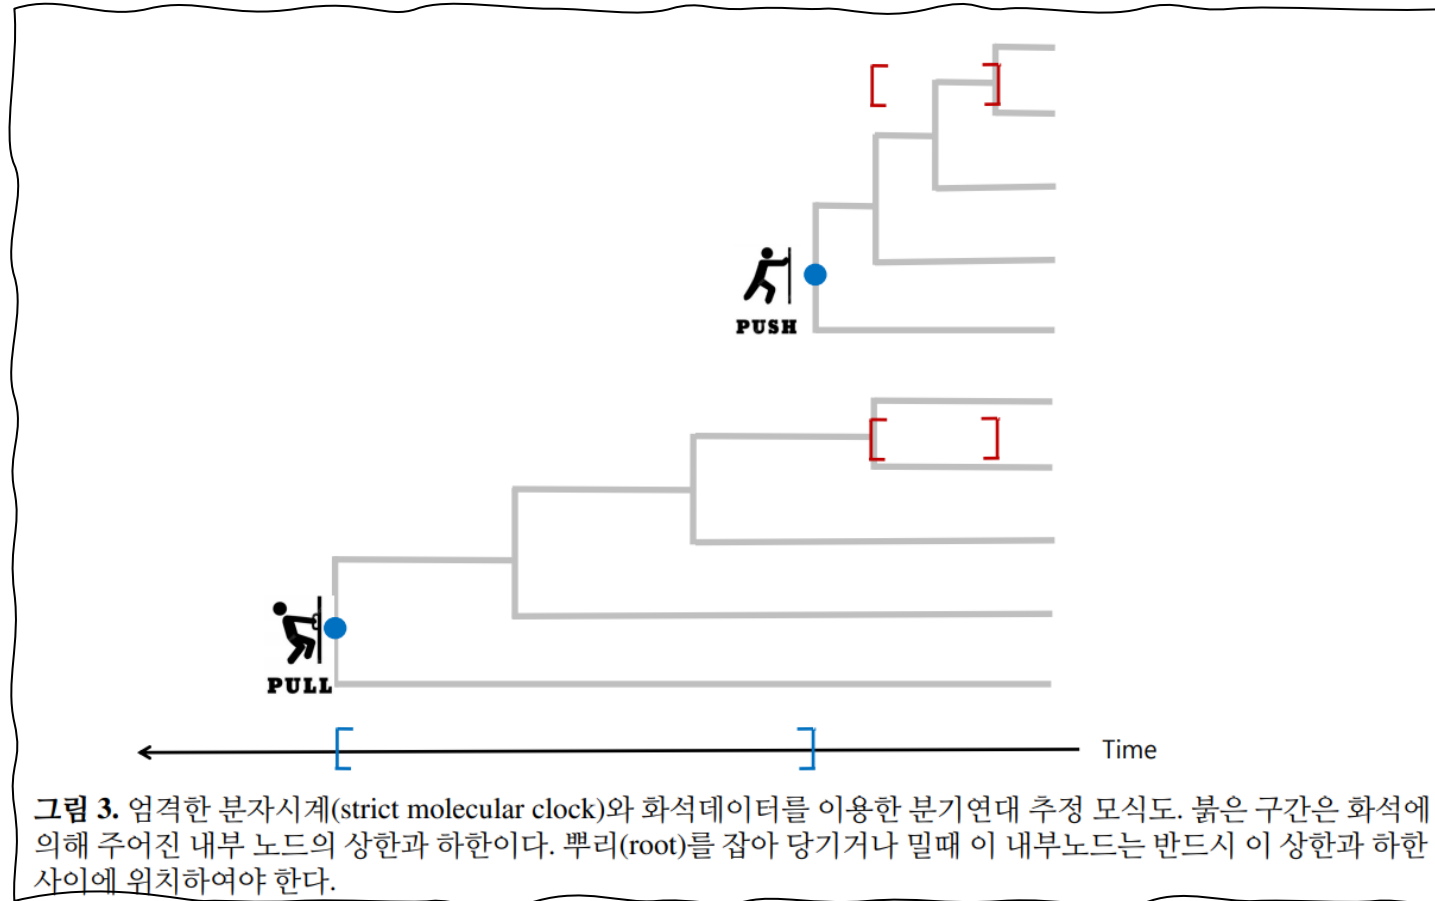 PUSH
PULL
Time
그림 3. 엄격한 분자시계(strict molecular clock)와 화석데이터를 이용한 분기연대 추정 모식도. 붉은 구간은 화석에
의해 주어진 내부 노드의 상한과 하한이다. 뿌리(root)를 잡아 당기거나 밀때 이 내부노드는 반드시 이 상한과 하한
사이에 위치하여야 한다.